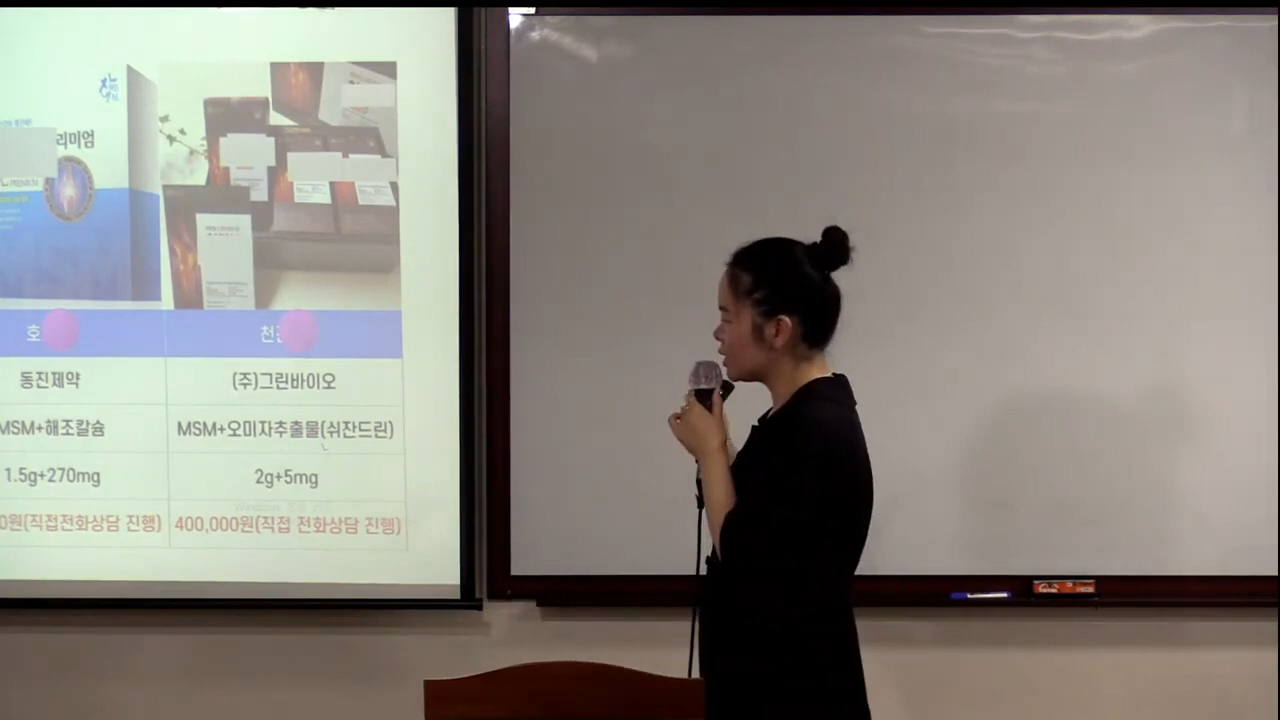 리미엄
PREMIUM
호
천관
동진제약
(주)그린바이오
MSM+해조칼슘
MSM+오미자추출물(쉬잔드린)
1.5g+270mg
2g+5mg
0원(직접전화상담 진행)
400,000원(직접 전화상담 진행)